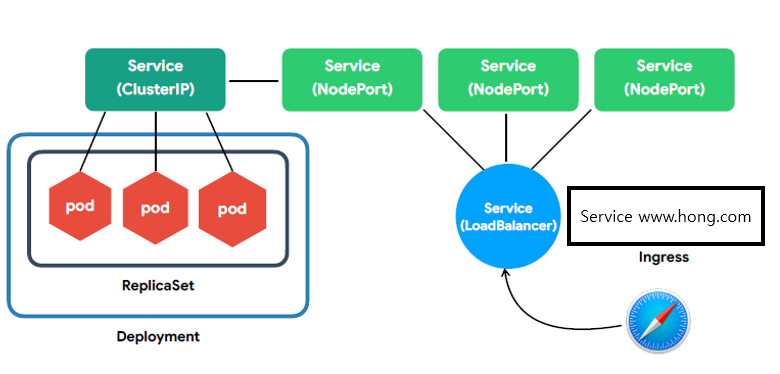 Service
(ClusterIP)
Service
(NodePort)
Service
(NodePort)
Service
(NodePort)
pod
pod
pod
ReplicaSet
Deployment
Service
(LoadBalancer)
Service www.hong.com
Ingress